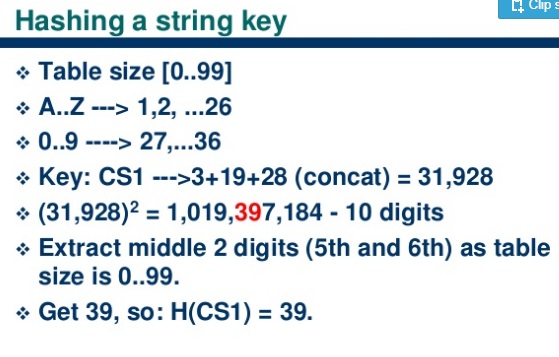 Clip s
Hashing a string key
❖ Table size [0..99]
❖ A..Z ---> 1,2, ...26
❖ 0..9 ----> 27,...36
❖ Key: CS1 --->3+19+28 (concat) = 31,928
❖ (31,928)² = 1,019,397,184 - 10 digits
❖ Extract middle 2 digits (5th and 6th) as table
size is 0..99.
❖ Get 39, so: H(CS1) = 39.